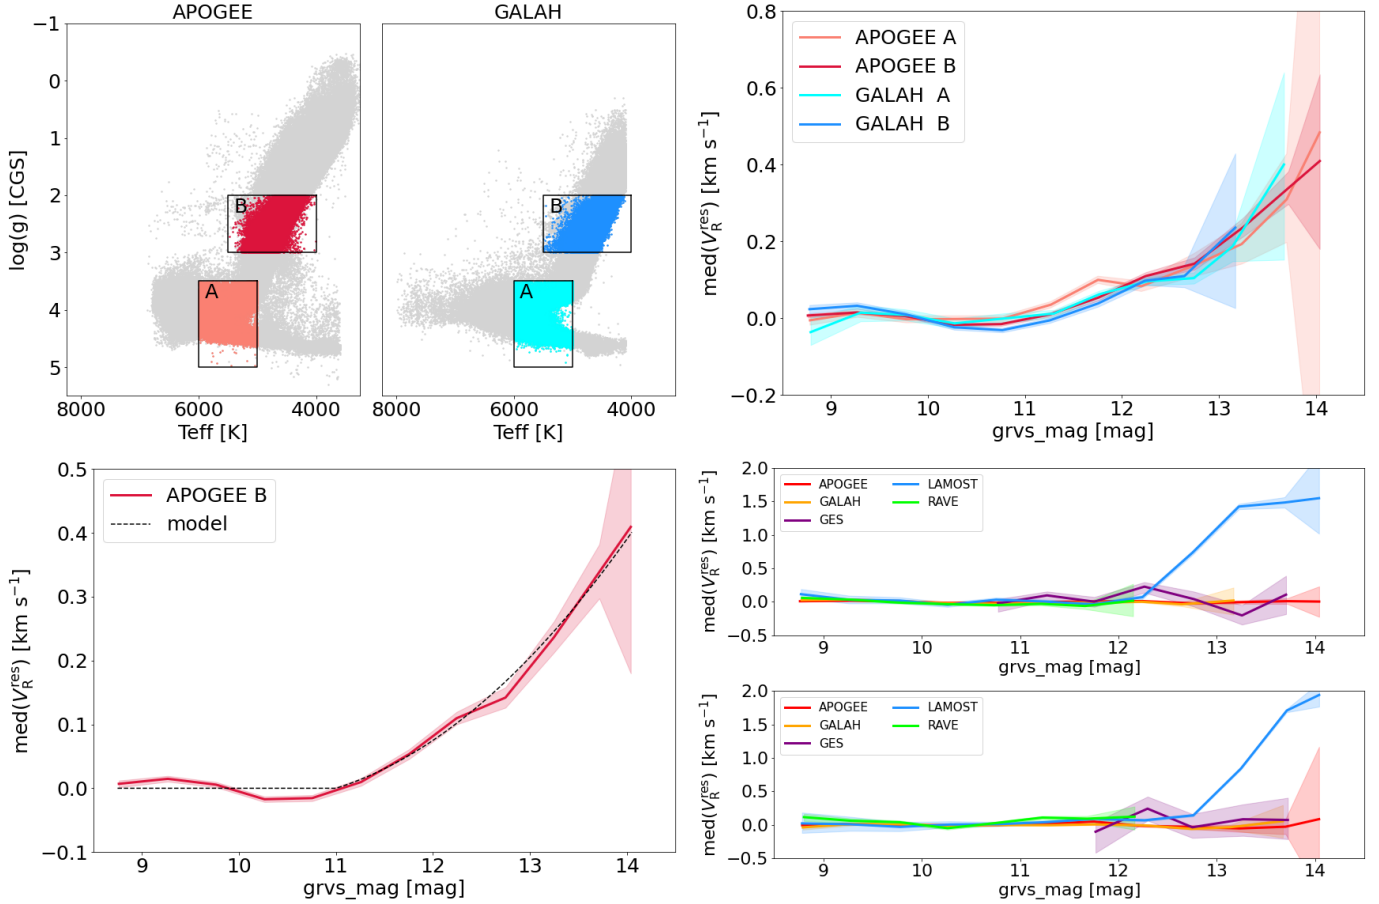 APOGEE
GALAH
−1
0
1
2
3
4
5
log(g) [CGS]
B
A
B
A
8000 6000 4000
8000 6000 4000
Teff [K]
Teff [K]
0.8
0.6
0.4
0.2
0.0
−0.2
med(V_R^res) [km s⁻¹]
APOGEE A
APOGEE B
GALAH A
GALAH B
9 10 11 12 13 14
grvs_mag [mag]
0.5
0.4
0.3
0.2
0.1
0.0
−0.1
med(V_R^res) [km s⁻¹]
APOGEE B
model
9 10 11 12 13 14
grvs_mag [mag]
2.0
1.5
1.0
0.5
0.0
−0.5
med(V_R^res) [km s⁻¹]
APOGEE LAMOST
GALAH RAVE
GES
9 10 11 12 13 14
grvs_mag [mag]
2.0
1.5
1.0
0.5
0.0
−0.5
med(V_R^res) [km s⁻¹]
APOGEE LAMOST
GALAH RAVE
GES
9 10 11 12 13 14
grvs_mag [mag]